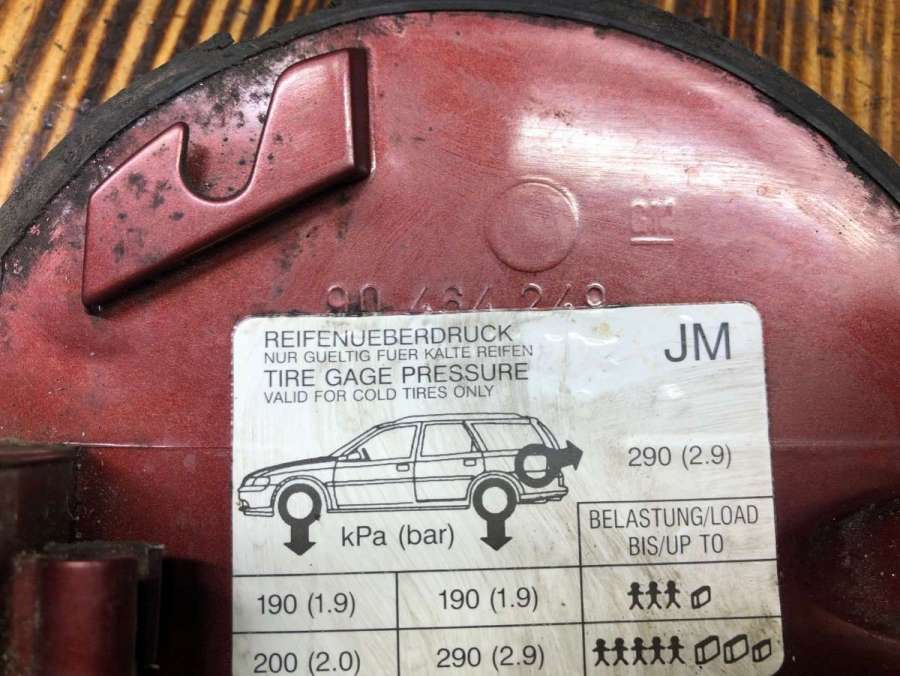 90 464 249
REIFENUEBERDRUCK
NUR GUELTIG FUER KALTE REIFEN
TIRE GAGE PRESSURE
VALID FOR COLD TIRES ONLY
JM
290 (2.9)
kPa (bar)
BELASTUNG/LOAD
BIS/UP TO
190 (1.9) 190 (1.9)
200 (2.0) 290 (2.9)